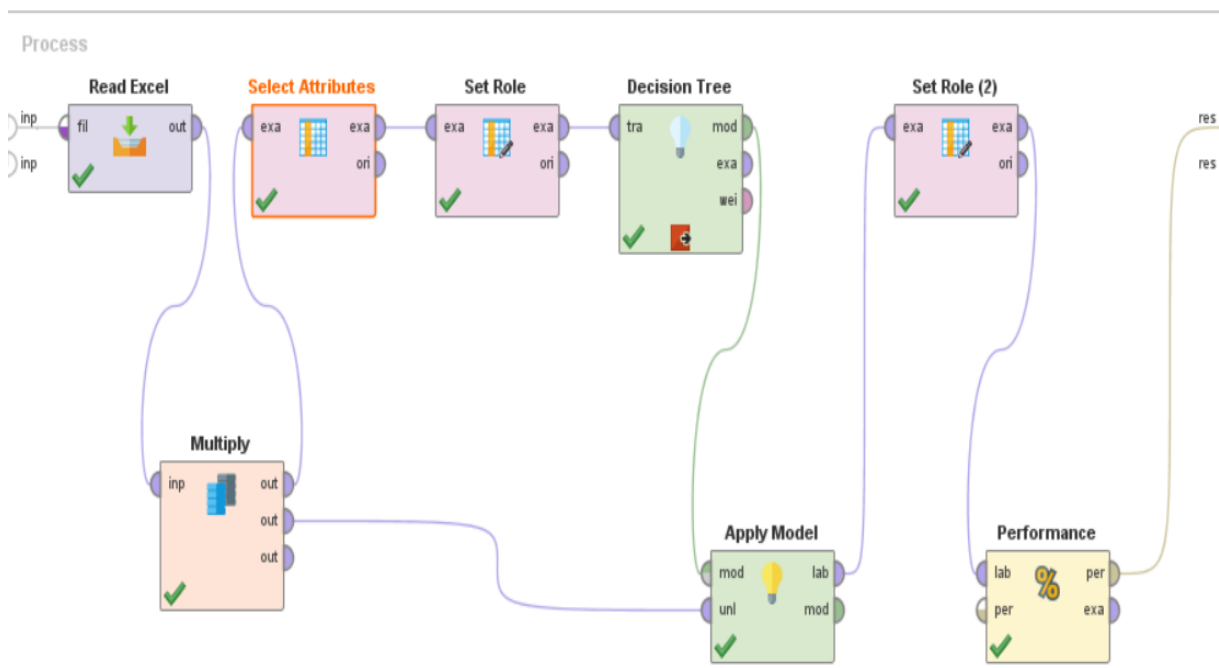 Process
Read Excel
inp
fil
out
inp
Select Attributes
exa
exa
ori
Set Role
exa
exa
ori
Decision Tree
tra
mod
exa
wei
Set Role (2)
exa
exa
ori
res
res
Multiply
inp
out
out
out
Apply Model
mod
lab
unl
mod
Performance
lab
%
per
per
exa